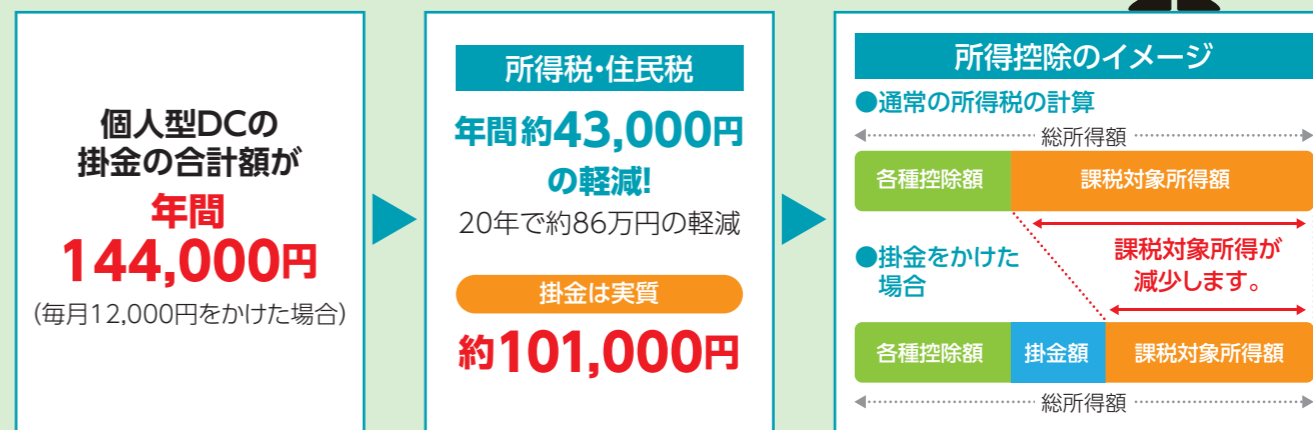 個人型DCの
掛金の合計額が
年間
144,000円
(毎月12,000円をかけた場合)
所得税・住民税
年間約43,000円
の軽減!
20年で約86万円の軽減
掛金は実質
約101,000円
所得控除のイメージ
●通常の所得税の計算
総所得額
各種控除額 課税対象所得額
●掛金をかけた
場合
課税対象所得が
減少します。
各種控除額 掛金額 課税対象所得額
総所得額